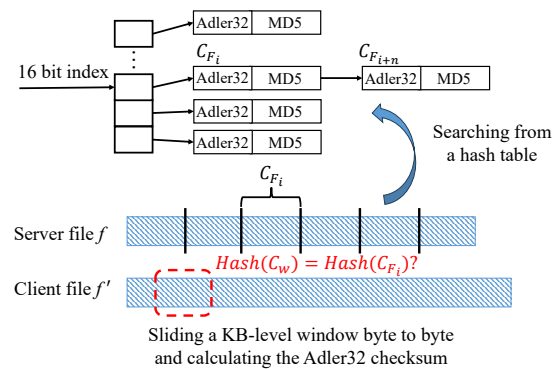 Adler32 MD5
C_{F_i} C_{F_{i+n}}
16 bit index
Adler32 MD5 Adler32 MD5
Adler32 MD5
Adler32 MD5
Searching from
a hash table
C_{F_i}
Server file f
Hash(C_w) = Hash(C_{F_i})?
Client file f'
Sliding a KB-level window byte to byte
and calculating the Adler32 checksum